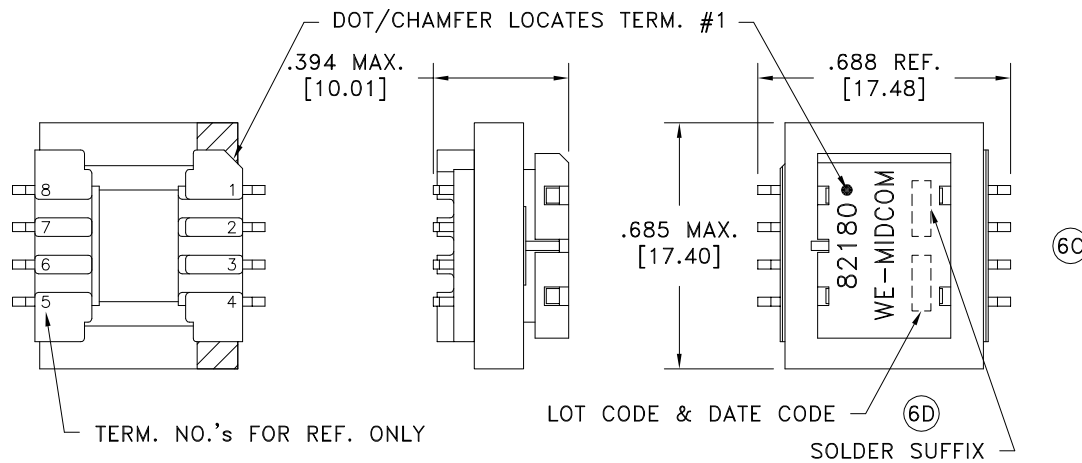 DOT/CHAMFER LOCATES TERM. #1
.394 MAX.
[10.01]
.688 REF.
[17.48]
8
1
7
2
6
3
5
4
.685 MAX.
[17.40]
82180
WE-MIDCOM
6C
LOT CODE & DATE CODE
6D
TERM. NO.'s FOR REF. ONLY
SOLDER SUFFIX